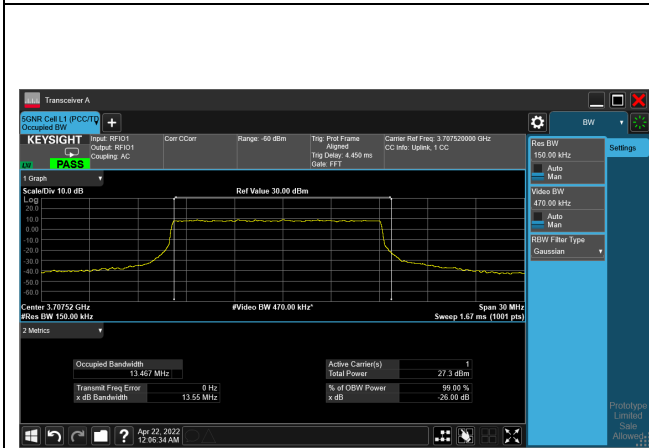 Transceiver A
5GNR Cell L1 (PCC/TD
Occupied BW
BW
KEYSIGHT
Input: RFIO1
Output: RFIO1
Coupling: AC
Corr CCorr
Range: -60 dBm
Trig: Prot Frame
Aligned
Trig Delay: 4.450 ms
Gate: FFT
Carrier Ref Freq: 3.707520000 GHz
CC Info: Uplink, 1 CC
PASS
Res BW
150.00 kHz
Auto
Man
Video BW
470.00 kHz
Auto
Man
RBW Filter Type
Gaussian
Settings
1 Graph
Scale/Div 10.0 dB
Ref Value 30.00 dBm
Log
20.0
10.0
0.00
-10.0
-20.0
-30.0
-40.0
-50.0
-60.0
Center 3.70752 GHz
#Video BW 470.00 kHz*
Span 30 MHz
#Res BW 150.00 kHz
Sweep 1.67 ms (1001 pts)
2 Metrics
Occupied Bandwidth
13.467 MHz
Active Carrier(s) 1
Total Power 27.3 dBm
Transmit Freq Error 0 Hz
x dB Bandwidth 13.55 MHz
% of OBW Power 99.00 %
x dB -26.00 dB
Apr 22, 2022
12:06:34 AM
Prototype
Limited
Sale
Allowed